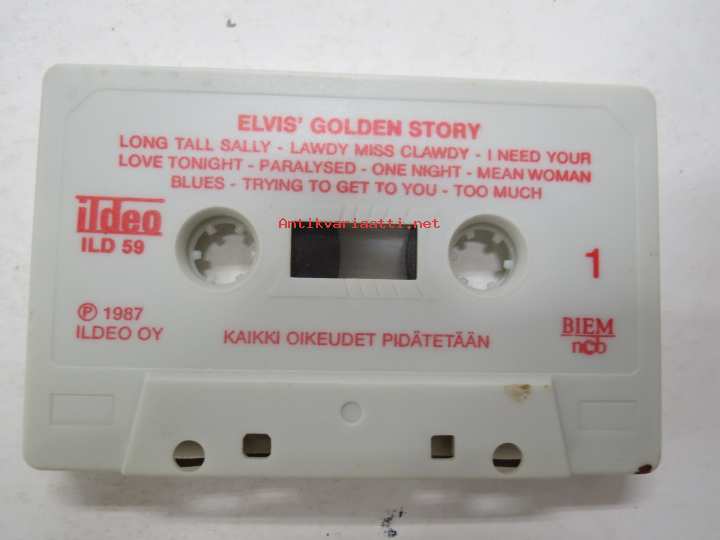 ELVIS' GOLDEN STORY
LONG TALL SALLY - LAWDY MISS CLAWDY - I NEED YOUR
LOVE TONIGHT - PARALYSED - ONE NIGHT - MEAN WOMAN
BLUES - TRYING TO GET TO YOU - TOO MUCH
ildeo
ILD 59
Antikvariaatti.net
1
℗ 1987
ILDEO OY
KAIKKI OIKEUDET PIDÄTETÄÄN
BIEM
ncb